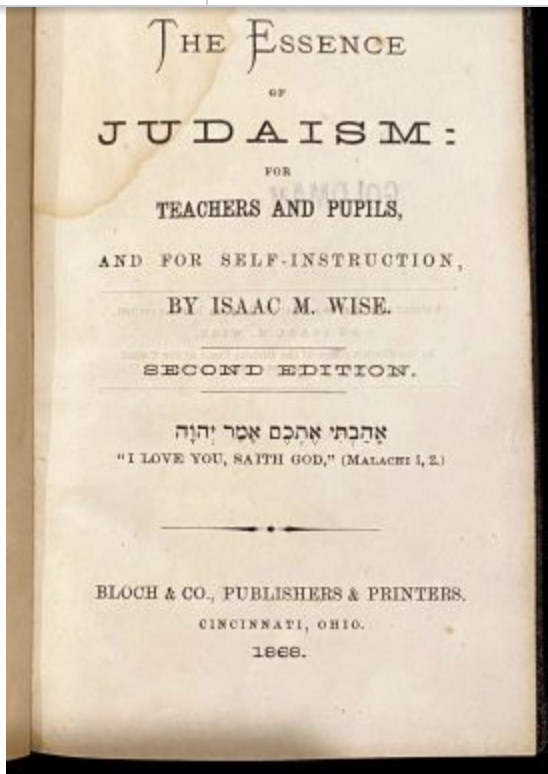 THE ESSENCE
OF
JUDAISM:
FOR
TEACHERS AND PUPILS,
AND FOR SELF-INSTRUCTION,
BY ISAAC M. WISE.
SECOND EDITION.
אָהַבְתִּי אֶתְכֶם אָמַר יְהוָֹה
"I LOVE YOU, SAITH GOD," (MALACHI i, 2.)
BLOCH & CO., PUBLISHERS & PRINTERS.
CINCINNATI, OHIO.
1868.